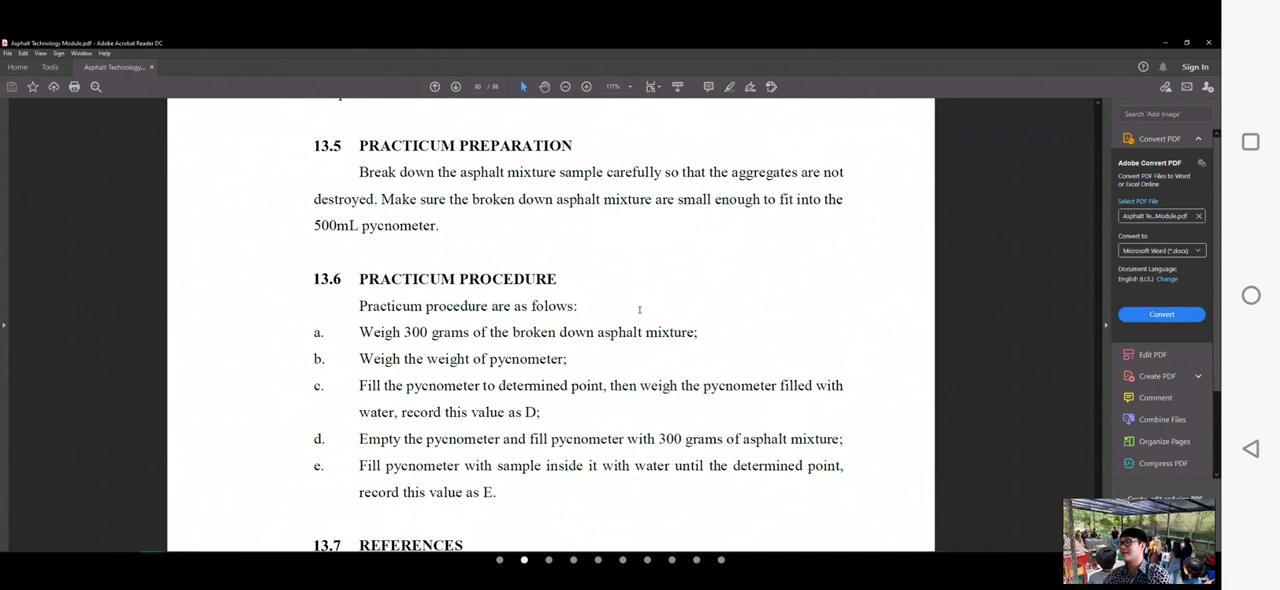 Asphalt Technology Module.pdf - Adobe Acrobat Reader DC
File Edit View Sign Window Help
Home Tools Asphalt Technology... × Sign In
80 / 88 177%
13.5 PRACTICUM PREPARATION
Break down the asphalt mixture sample carefully so that the aggregates are not
destroyed. Make sure the broken down asphalt mixture are small enough to fit into the
500mL pycnometer.
13.6 PRACTICUM PROCEDURE
Practicum procedure are as folows:
a. Weigh 300 grams of the broken down asphalt mixture;
b. Weigh the weight of pycnometer;
c. Fill the pycnometer to determined point, then weigh the pycnometer filled with
water, record this value as D;
d. Empty the pycnometer and fill pycnometer with 300 grams of asphalt mixture;
e. Fill pycnometer with sample inside it with water until the determined point,
record this value as E.
13.7 REFERENCES
Search 'Add Image'
Convert PDF
Adobe Convert PDF
Convert PDF Files to Word
or Excel Online
Select PDF File
Asphalt Te...Module.pdf ×
Convert to
Microsoft Word (*.docx)
Document Language:
English (U.S.) Change
Convert
Edit PDF
Create PDF
Comment
Combine Files
Organize Pages
Compress PDF